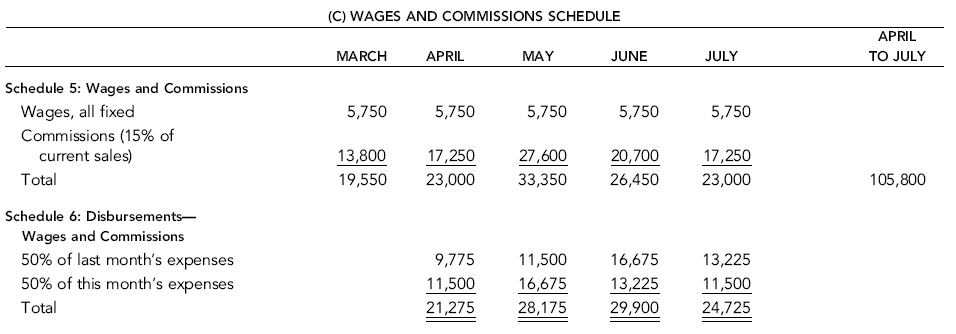 (C) WAGES AND COMMISSIONS SCHEDULE
APRIL
MARCH APRIL MAY JUNE JULY TO JULY
Schedule 5: Wages and Commissions
Wages, all fixed 5,750 5,750 5,750 5,750 5,750
Commissions (15% of
current sales) 13,800 17,250 27,600 20,700 17,250
Total 19,550 23,000 33,350 26,450 23,000 105,800
Schedule 6: Disbursements—
Wages and Commissions
50% of last month's expenses 9,775 11,500 16,675 13,225
50% of this month's expenses 11,500 16,675 13,225 11,500
Total 21,275 28,175 29,900 24,725